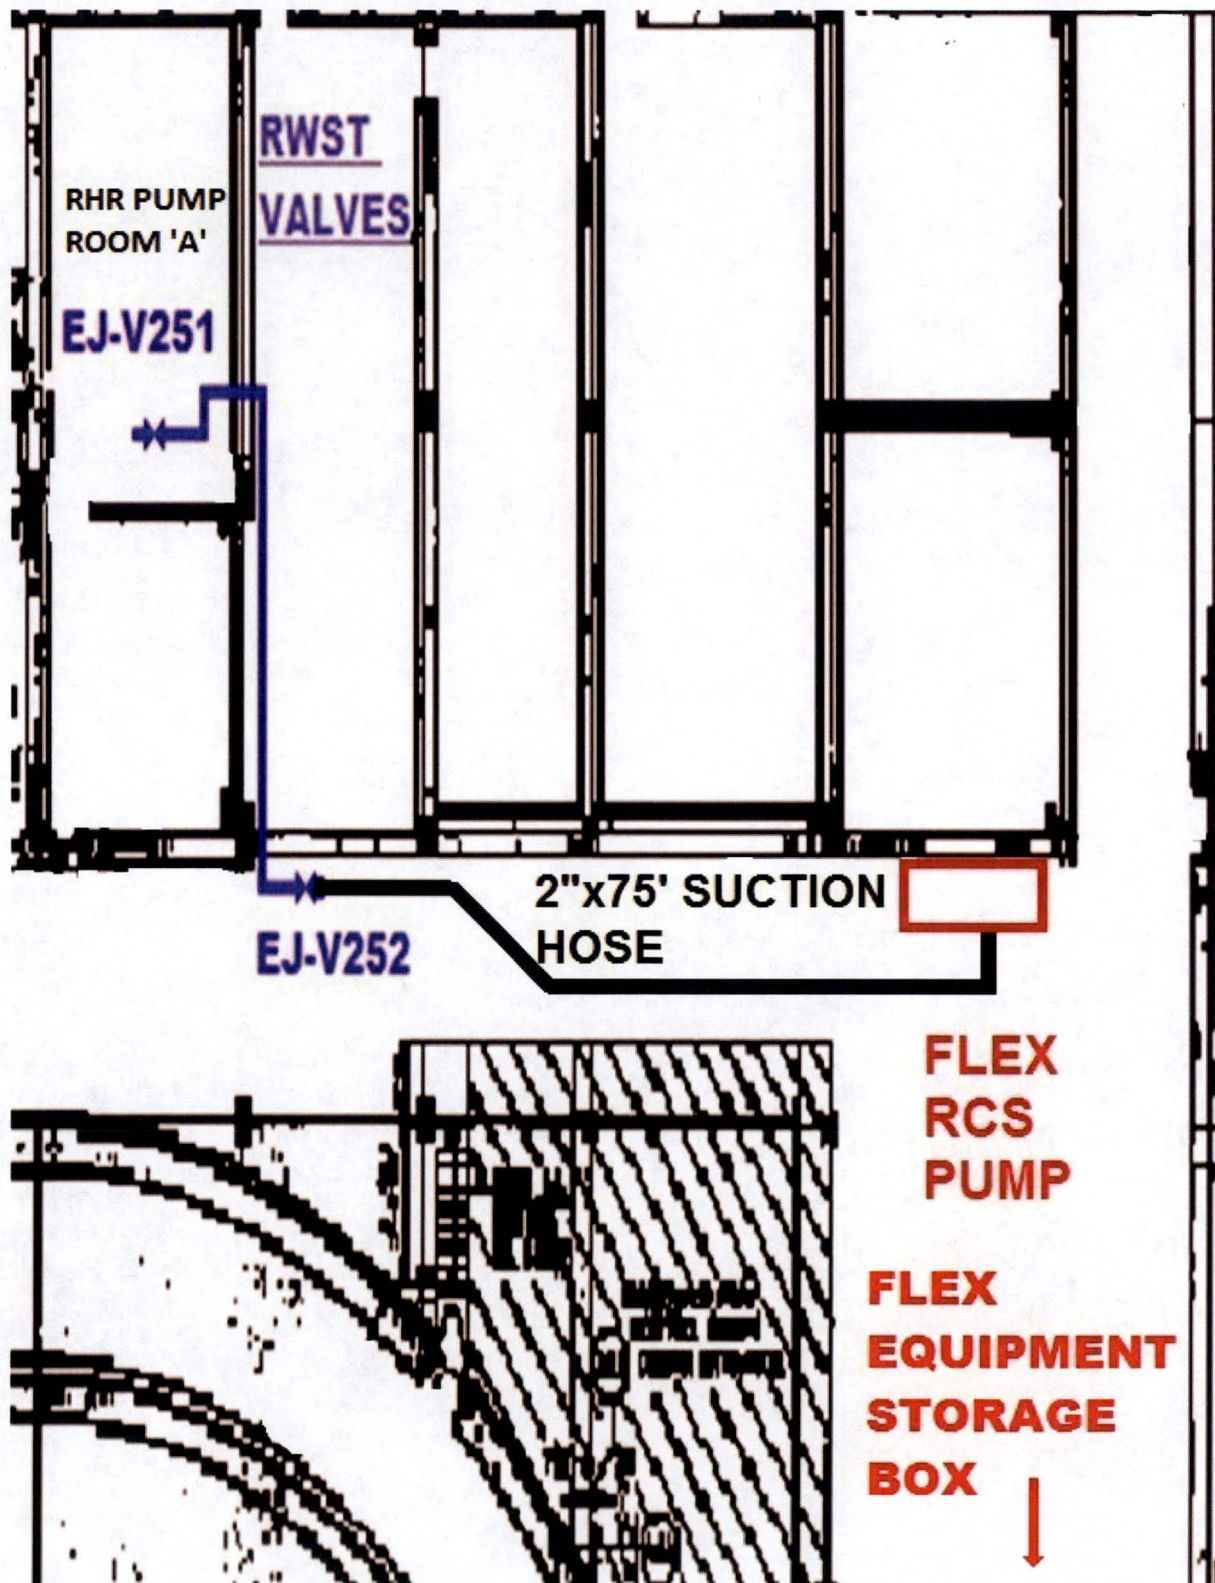 RWST
VALVES
RHR PUMP
ROOM 'A'
EJ-V251
2"x75' SUCTION
HOSE
EJ-V252
FLEX
RCS
PUMP
FLEX
EQUIPMENT
STORAGE
BOX